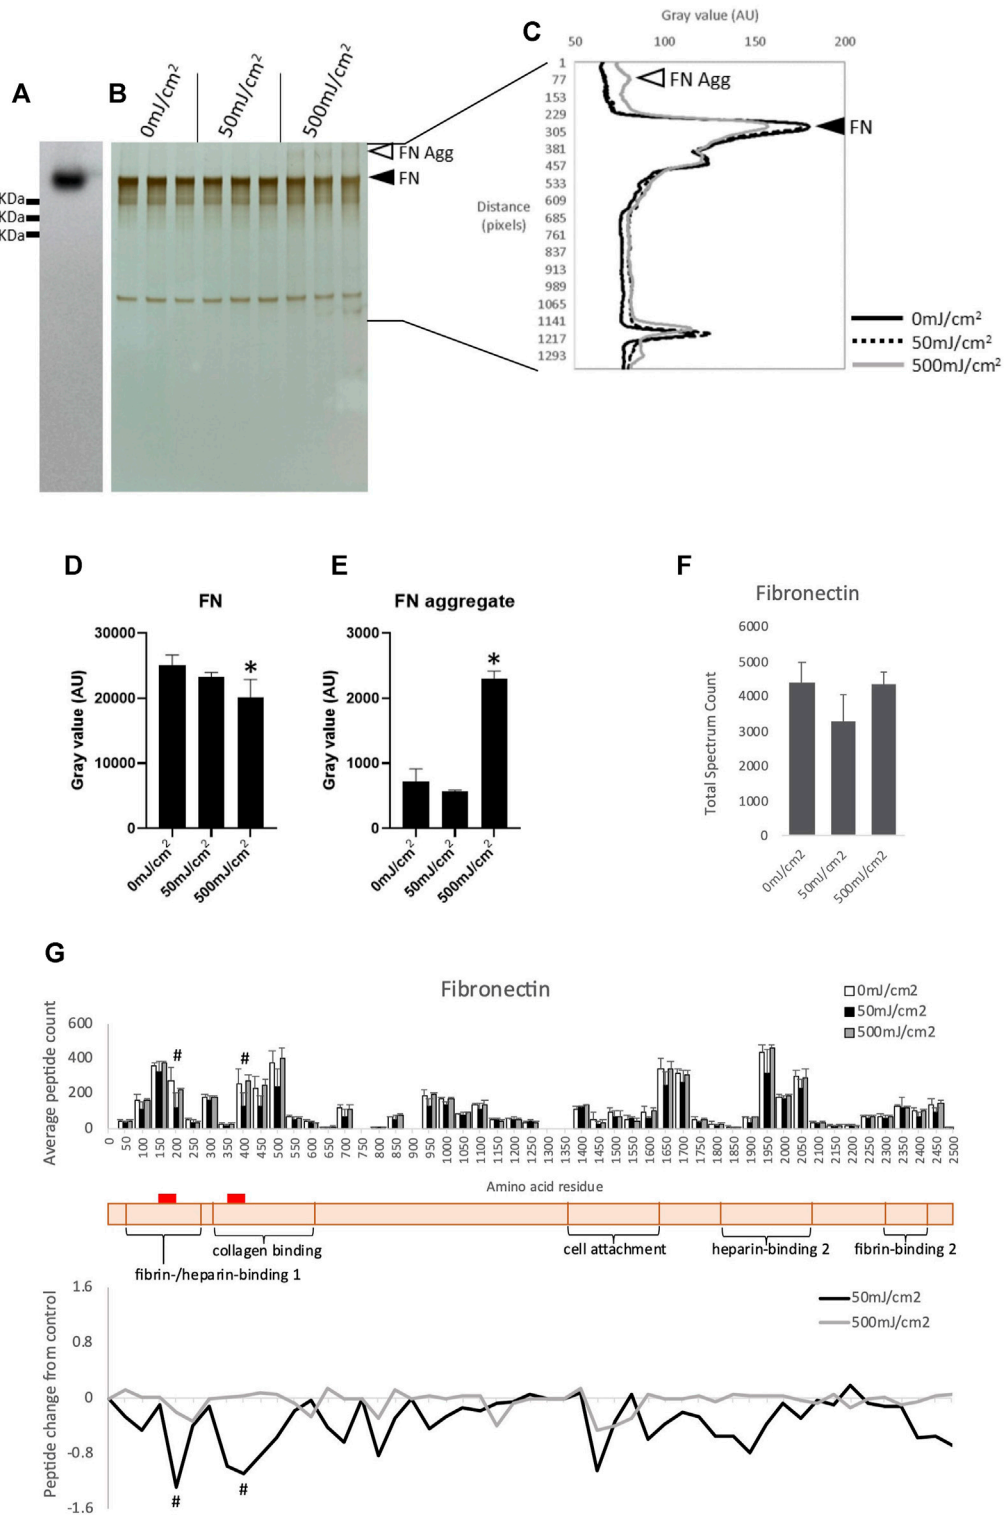 A
KDa
KDa
KDa
B
0mJ/cm²
50mJ/cm²
500mJ/cm²
FN Agg
FN
C
Gray value (AU)
50 100 150 200
1
77
153
229
305
381
457
533
609
685
761
837
913
989
1065
1141
1217
1293
Distance
(pixels)
FN Agg
FN
0mJ/cm²
50mJ/cm²
500mJ/cm²
D
FN
Gray value (AU)
30000
20000
10000
0
*
0mJ/cm²
50mJ/cm²
500mJ/cm²
E
FN aggregate
Gray value (AU)
3000
2000
1000
0
*
0mJ/cm²
50mJ/cm²
500mJ/cm²
F
Fibronectin
Total Spectrum Count
6000
5000
4000
3000
2000
1000
0
0mJ/cm2
50mJ/cm2
500mJ/cm2
G
Fibronectin
0mJ/cm2
50mJ/cm2
500mJ/cm2
Average peptide count
600
400
200
0
# #
0 50 100 150 200 250 300 350 400 450 500 550 600 650 700 750 800 850 900 950 1000 1050 1100 1150 1200 1250 1300 1350 1400 1450 1500 1550 1600 1650 1700 1750 1800 1850 1900 1950 2000 2050 2100 2150 2200 2250 2300 2350 2400 2450 2500
Amino acid residue
collagen binding
fibrin-/heparin-binding 1
cell attachment
heparin-binding 2
fibrin-binding 2
Peptide change from control
1.6
0.8
0
-0.8
-1.6
50mJ/cm2
500mJ/cm2
# #